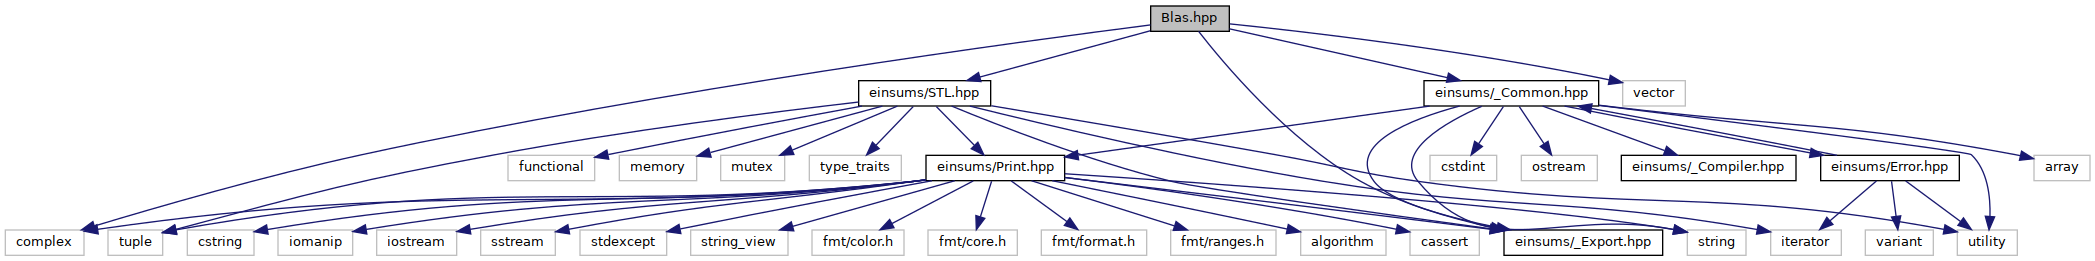 Blas.hpp
einsums/STL.hpp
einsums/_Common.hpp
vector
functional
memory
mutex
type_traits
einsums/Print.hpp
cstdint
ostream
einsums/_Compiler.hpp
einsums/Error.hpp
array
complex
tuple
cstring
iomanip
iostream
sstream
stdexcept
string_view
fmt/color.h
fmt/core.h
fmt/format.h
fmt/ranges.h
algorithm
cassert
einsums/_Export.hpp
string
iterator
variant
utility